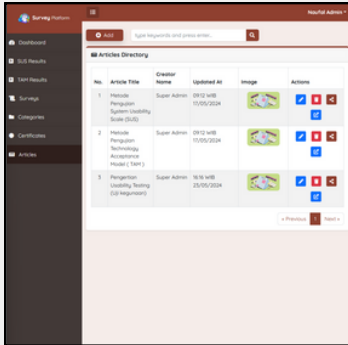 Survey Platform
Naufal Admin
Dashboard
SUS Results
TAM Results
Surveys
Categories
Certificates
Articles
Add
type keywords and press enter..
Articles Directory
No. Article Title Creator Name Updated At Image Actions
1 Metode Pengujian System Usability Scale (SUS) Super Admin 09:12 WIB 17/05/2024
2 Metode Pengujian Technology Acceptance Model ( TAM ) Super Admin 09:12 WIB 17/05/2024
3 Pengertian Usability Testing (Uji kegunaan) Super Admin 16:16 WIB 25/05/2024
« Previous 1 Next »